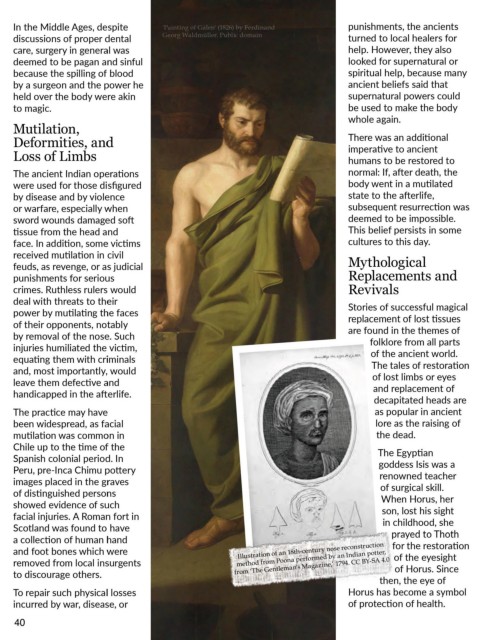 In the Middle Ages, despite
discussions of proper dental
care, surgery in general was
deemed to be pagan and sinful
because the spilling of blood
by a surgeon and the power he
held over the body were akin
to magic.
Mutilation,
Deformities, and
Loss of Limbs
The ancient Indian operations
were used for those disfigured
by disease and by violence
or warfare, especially when
sword wounds damaged soft
tissue from the head and
face. In addition, some victims
received mutilation in civil
feuds, as revenge, or as judicial
punishments for serious
crimes. Ruthless rulers would
deal with threats to their
power by mutilating the faces
of their opponents, notably
by removal of the nose. Such
injuries humiliated the victim,
equating them with criminals
and, most importantly, would
leave them defective and
handicapped in the afterlife.
The practice may have
been widespread, as facial
mutilation was common in
Chile up to the time of the
Spanish colonial period. In
Peru, pre-Inca Chimu pottery
images placed in the graves
of distinguished persons
showed evidence of such
facial injuries. A Roman fort in
Scotland was found to have
a collection of human hand
and foot bones which were
removed from local insurgents
to discourage others.
To repair such physical losses
incurred by war, disease, or
40
'Painting of Galen' (1826) by Ferdinand
Georg Waldmüller. Public domain
punishments, the ancients
turned to local healers for
help. However, they also
looked for supernatural or
spiritual help, because many
ancient beliefs said that
supernatural powers could
be used to make the body
whole again.
There was an additional
imperative to ancient
humans to be restored to
normal: If, after death, the
body went in a mutilated
state to the afterlife,
subsequent resurrection was
deemed to be impossible.
This belief persists in some
cultures to this day.
Mythological
Replacements and
Revivals
Stories of successful magical
replacement of lost tissues
are found in the themes of
folklore from all parts
of the ancient world.
The tales of restoration
of lost limbs or eyes
and replacement of
decapitated heads are
as popular in ancient
lore as the raising of
the dead.
The Egyptian
goddess Isis was a
renowned teacher
of surgical skill.
When Horus, her
son, lost his sight
in childhood, she
prayed to Thoth
for the restoration
of the eyesight
of Horus. Since
then, the eye of
Horus has become a symbol
of protection of health.
Illustration of an 18th-century nose reconstruction
method from Poona performed by an Indian potter,
from 'The Gentleman's Magazine,' 1794. CC BY-SA 4.0